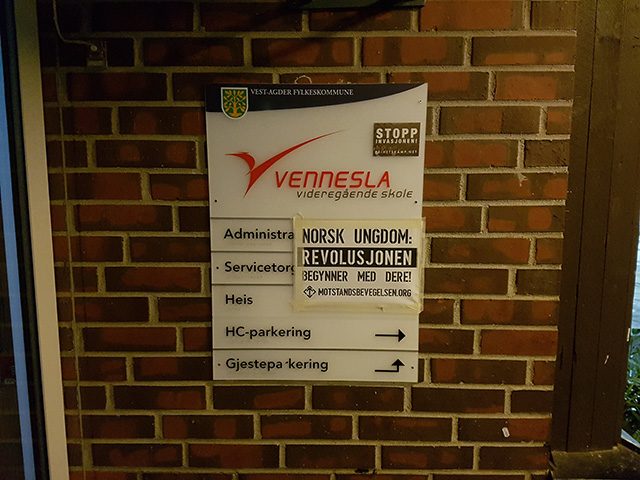 VEST-AGDER FYLKESKOMMUNE
STOPP
INVASJONEN!
VENNESLA
videregående skole
Administra
NORSK UNGDOM:
REVOLUSJONEN
BEGYNNER MED DERE!
MOTSTANDSBEVEGELSEN.ORG
Servicetorg
Heis
HC-parkering
Gjestepa kering